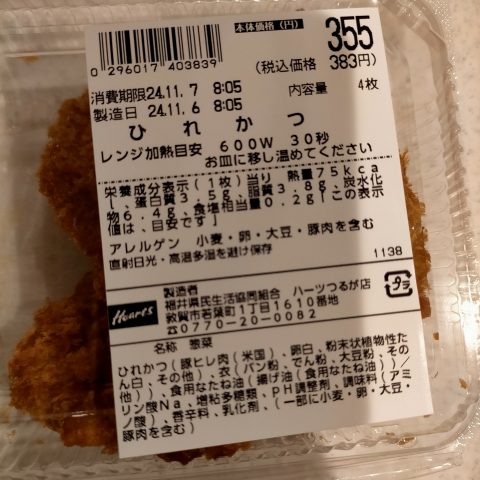 本体価格(円) 355
(税込価格 383円)
0 296017 403839
消費期限24.11.7 8:05
製造日 24.11.6 8:05
内容量 4枚
ひれかつ
レンジ加熱目安 600W 30秒
お皿に移し温めてください
栄養成分表示(1枚)当り、熱量75kca
l、蛋白質3.5g、脂質3.8g、炭水化
物6.4g、食塩相当量0.2g[この表示
値は、目安です]
アレルゲン 小麦・卵・大豆・豚肉を含む
直射日光・高温多湿を避け保存
1138
製造者
福井県民生活協同組合 ハーツつるが店
敦賀市若葉町1丁目1610番地
☎0770-20-0082
Hearts
プラ
名称 惣菜
ひれかつ(豚ヒレ肉(米国)、卵白、粉末状植物性た
ん白、その他)、衣(パン粉、でん粉、大豆粉、その
他))、食用なたね油(揚げ油(食用なたね油))/
リン酸Na、増粘多糖類、pH調整剤、調味料(アミ
ノ酸)、香辛料、乳化剤、(一部に小麦・卵・大豆・
豚肉を含む)